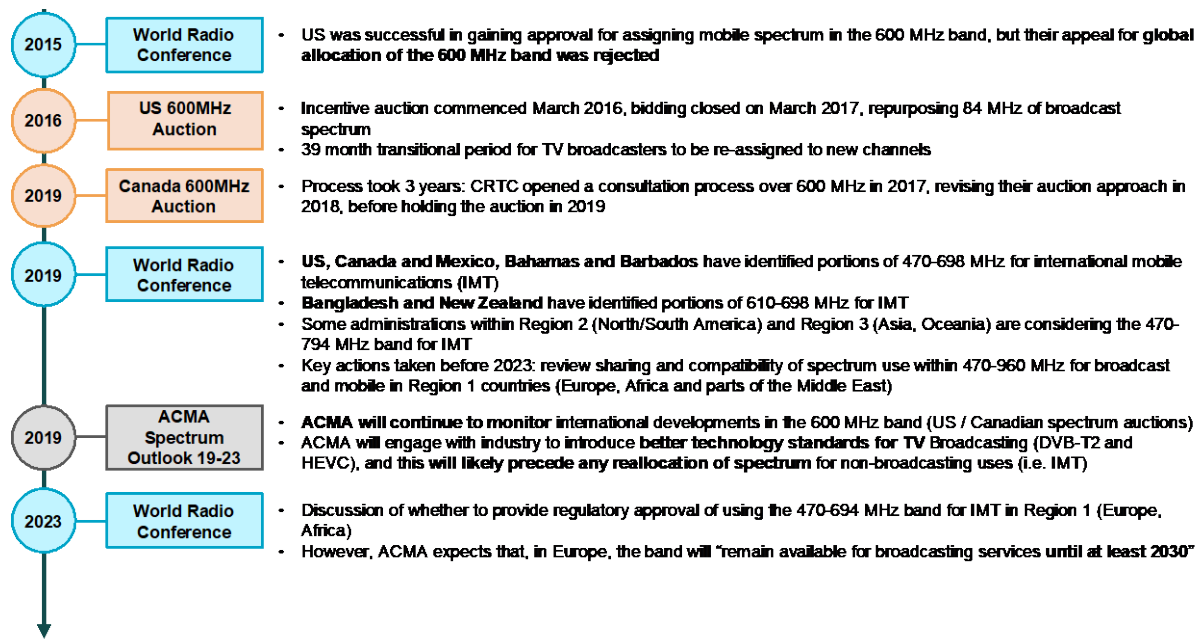 2015
World Radio
Conference
- US was successful in gaining approval for assigning mobile spectrum in the 600 MHz band, but their appeal for global
allocation of the 600 MHz band was rejected
2016
US 600MHz
Auction
- Incentive auction commenced March 2016, bidding closed on March 2017, repurposing 84 MHz of broadcast
spectrum
- 39 month transitional period for TV broadcasters to be re-assigned to new channels
2019
Canada 600MHz
Auction
- Process took 3 years: CRTC opened a consultation process over 600 MHz in 2017, revising their auction approach in
2018, before holding the auction in 2019
2019
World Radio
Conference
- US, Canada and Mexico, Bahamas and Barbados have identified portions of 470-698 MHz for international mobile
telecommunications (IMT)
- Bangladesh and New Zealand have identified portions of 610-698 MHz for IMT
- Some administrations within Region 2 (North/South America) and Region 3 (Asia, Oceania) are considering the 470-
794 MHz band for IMT
- Key actions taken before 2023: review sharing and compatibility of spectrum use within 470-960 MHz for broadcast
and mobile in Region 1 countries (Europe, Africa and parts of the Middle East)
2019
ACMA
Spectrum
Outlook 19-23
- ACMA will continue to monitor international developments in the 600 MHz band (US / Canadian spectrum auctions)
- ACMA will engage with industry to introduce better technology standards for TV Broadcasting (DVB-T2 and
HEVC), and this will likely precede any reallocation of spectrum for non-broadcasting uses (i.e. IMT)
2023
World Radio
Conference
- Discussion of whether to provide regulatory approval of using the 470-694 MHz band for IMT in Region 1 (Europe,
Africa)
- However, ACMA expects that, in Europe, the band will “remain available for broadcasting services until at least 2030”